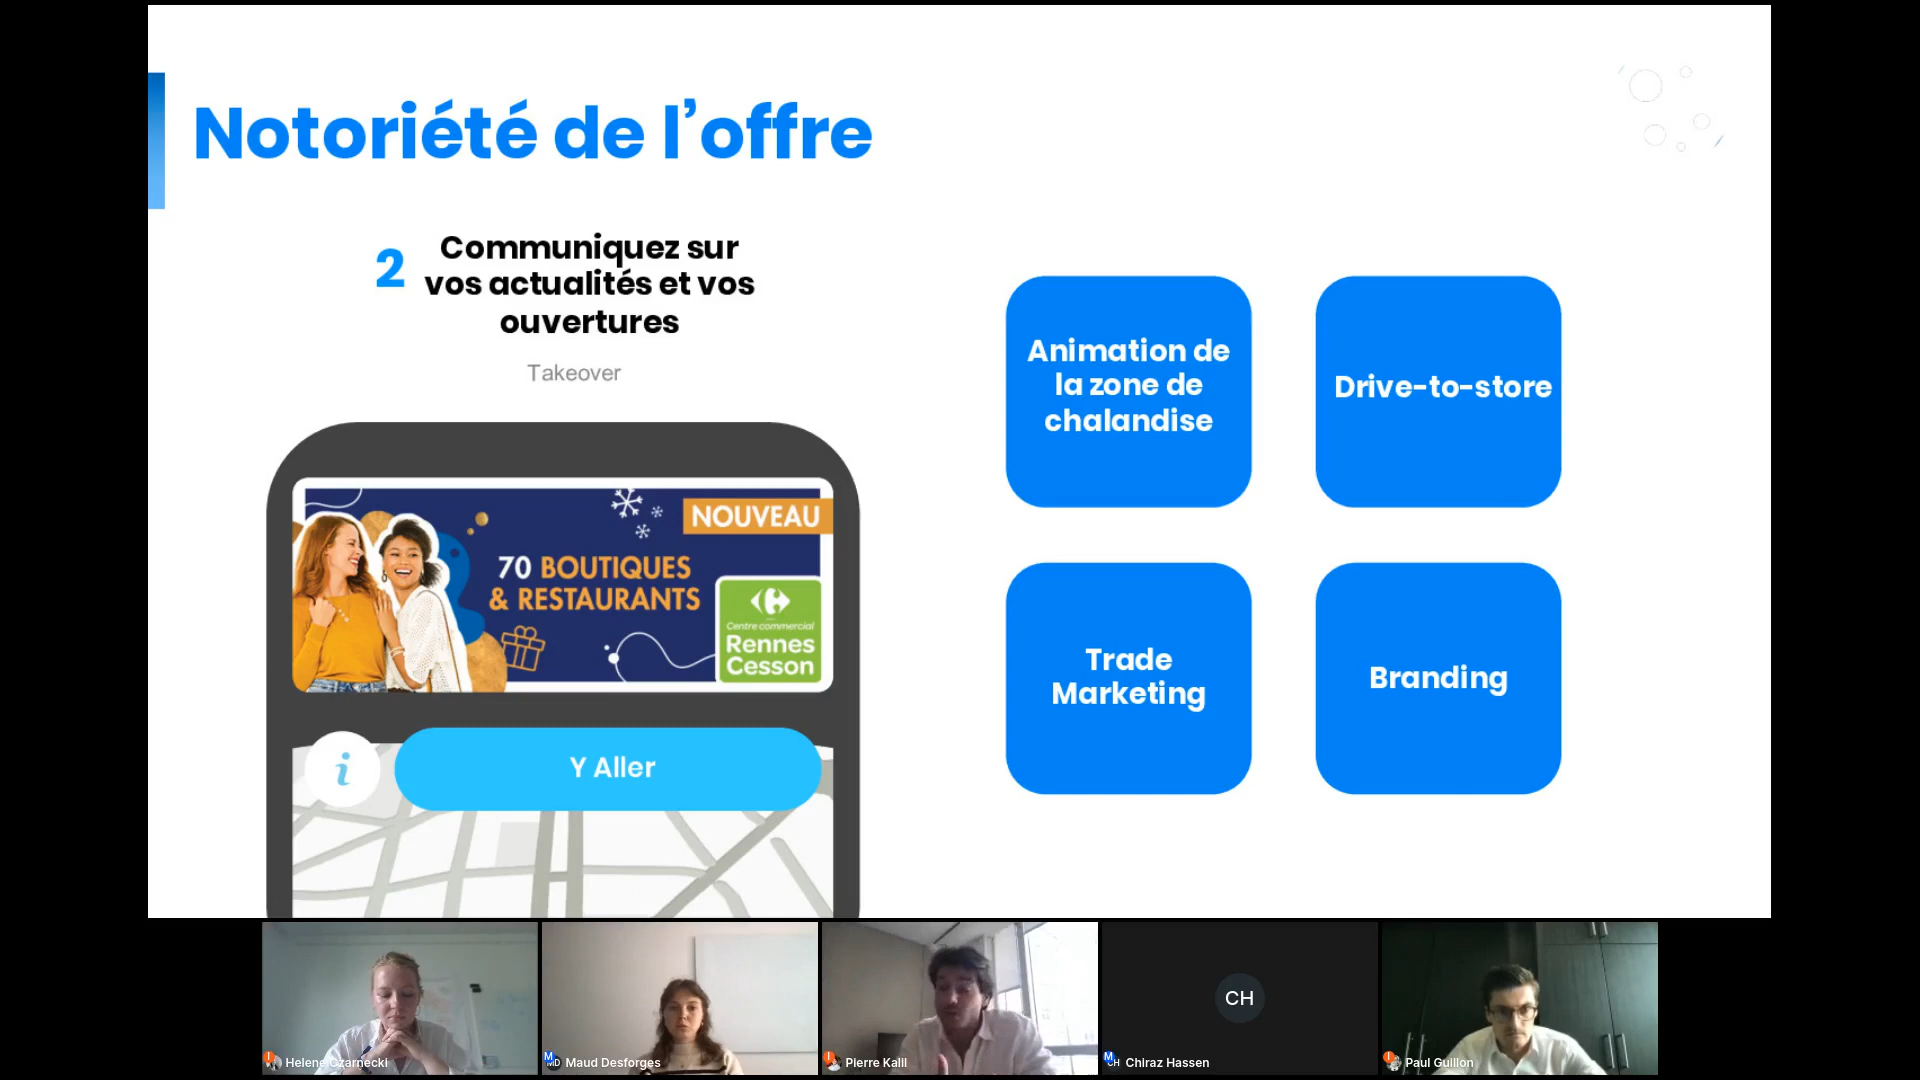 Notoriété de l’offre
2
Communiquez sur
vos actualités et vos
ouvertures
Takeover
NOUVEAU
70 BOUTIQUES
& RESTAURANTS
Centre commercial
Rennes
Cesson
i
Y Aller
Animation de
la zone de
chalandise
Drive-to-store
Trade
Marketing
Branding
CH
Helene Czarnecki
MD
Maud Desforges
Pierre Kalil
M
CH
Chiraz Hassen
Paul Guillon